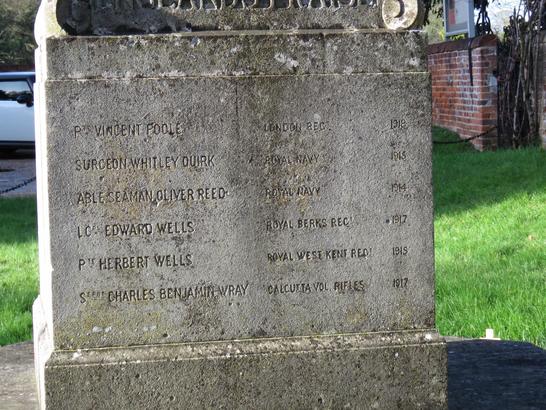 PTE VINCENT POOLE LONDON REGT 1918
SURGEON WHITLEY QUIRK ROYAL NAVY 1915
ABLE SEAMAN OLIVER REED ROYAL NAVY 1914
LCPL EDWARD WELLS ROYAL BERKS REGT 1917
PTE HERBERT WELLS ROYAL WEST KENT REGT 1915
CHARLES BENJAMIN WRAY CALCUTTA VOL. RIFLES 1917